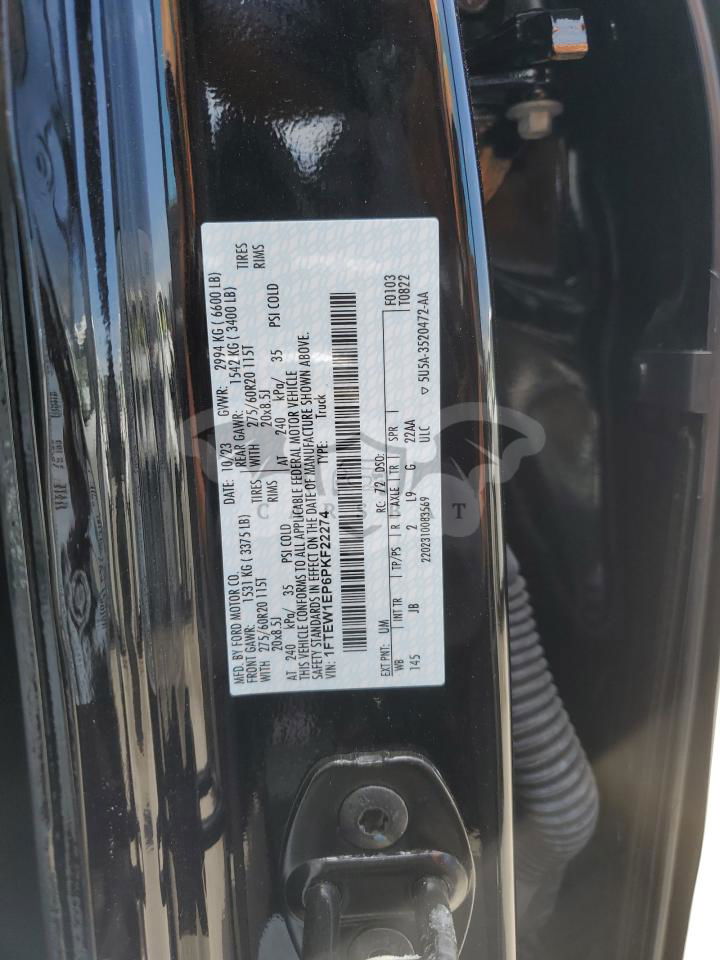 MFD. BY FORD MOTOR CO. DATE: 10/23 GVWR: 2994 KG ( 6600 LB)
FRONT GAWR: 1531 KG ( 3375 LB) REAR GAWR: 1542 KG ( 3400 LB)
WITH 275/60R20 115T TIRES WITH 275/60R20 115T TIRES
20x8.5J RIMS 20x8.5J RIMS
AT 240 kPa/ 35 PSI COLD AT 240 kPa/ 35 PSI COLD
THIS VEHICLE CONFORMS TO ALL APPLICABLE FEDERAL MOTOR VEHICLE
SAFETY STANDARDS IN EFFECT ON THE DATE OF MANUFACTURE SHOWN ABOVE.
VIN: 1FTEW1EP6PKF22274 TYPE: Truck
EXT PNT: UM RC: 72 DSO: F0103
WB INT TR TP/PS R AXLE TR SPR T0822
145 JB 2 L9 G 22AA
2202310083569 ULC 5U5A-3520472-AA
CARSBAT